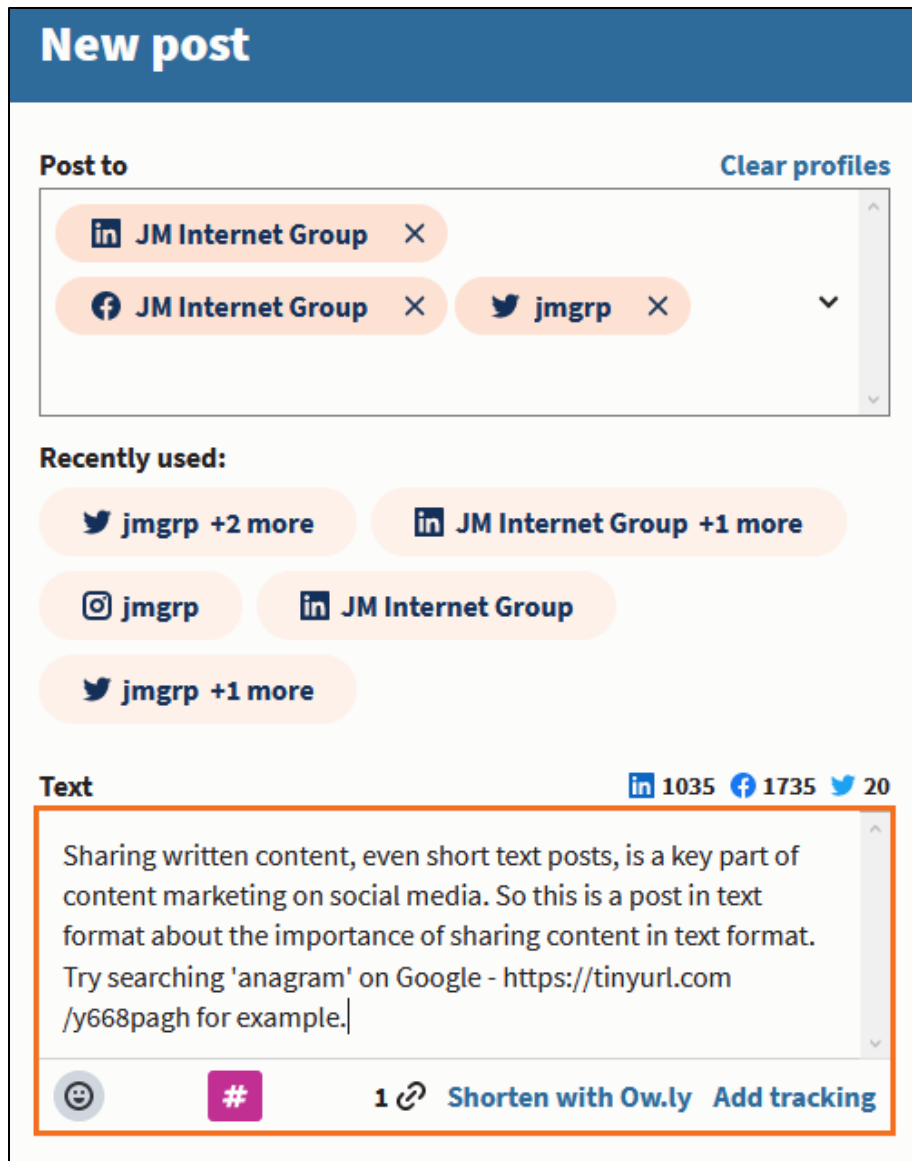 New post
Post to Clear profiles
JM Internet Group
JM Internet Group jmgrp
Recently used:
jmgrp +2 more JM Internet Group +1 more
jmgrp JM Internet Group
jmgrp +1 more
Text in 1035 1735 20
Sharing written content, even short text posts, is a key part of
content marketing on social media. So this is a post in text
format about the importance of sharing content in text format.
Try searching 'anagram' on Google - https://tinyurl.com
/y668pagh for example.
# 1 Shorten with Ow.ly Add tracking